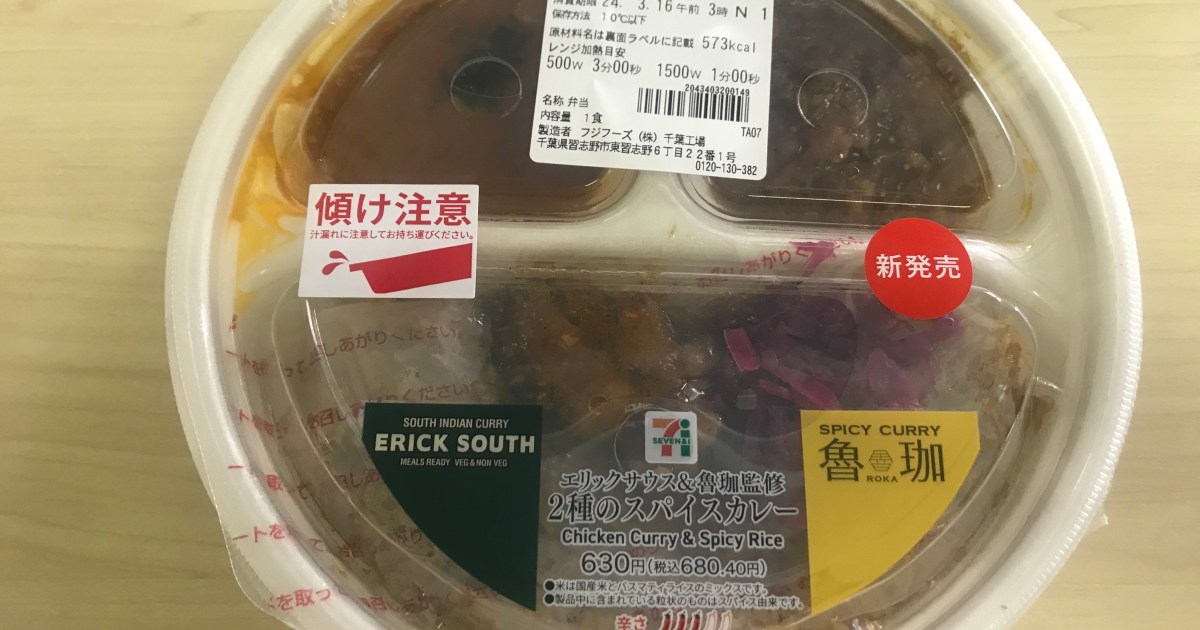 消費期限 24. 3.16午前 3時 N 1
保存方法 10℃以下
原材料名は裏面ラベルに記載 573kcal
レンジ加熱目安
500W 3分00秒 1500W 1分00秒
2043403200149
名称 弁当
内容量 1食
TA07
製造者 フジフーズ(株)千葉工場
千葉県習志野市東習志野6丁目22番1号
0120-130-382
傾け注意
汁漏れに注意してお持ち運びください。
新発売
SOUTH INDIAN CURRY
ERICK SOUTH
MEALS READY VEG & NON VEG
SEVEN&i
SPICY CURRY
魯珈
ROKA
エリックサウス&魯珈監修
2種のスパイスカレー
Chicken Curry & Spicy Rice
630円(税込680.40円)
●米は国産米とバスマティライスのミックスです。
●製品中に含まれている粒状のものはスパイス由来です。
辛さ